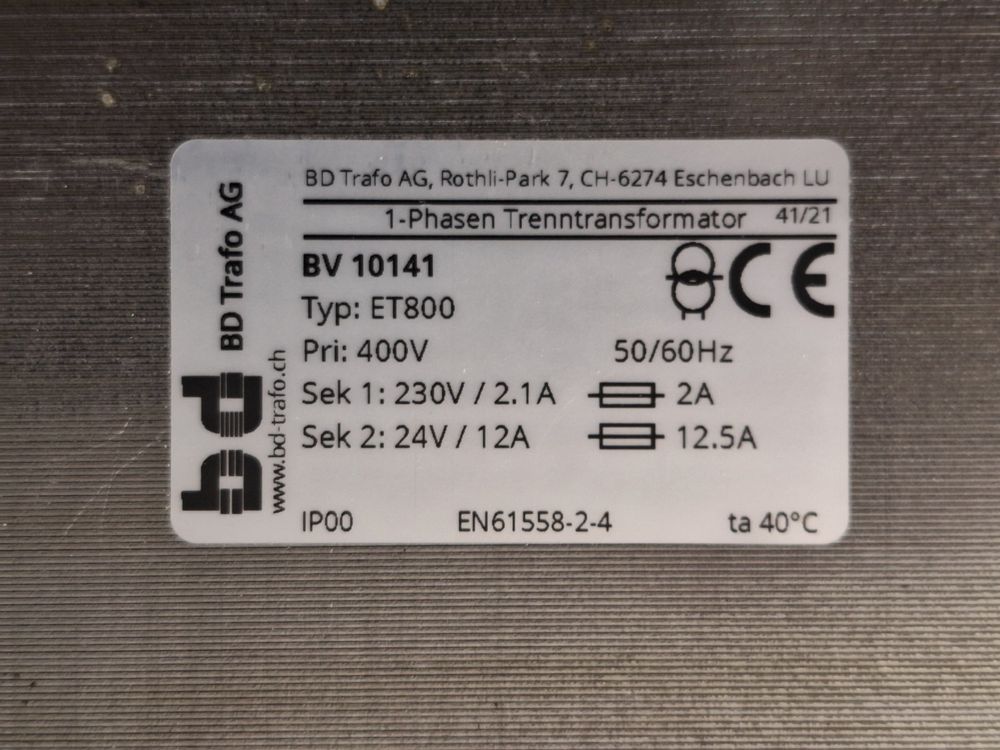 BD Trafo AG, Rothli-Park 7, CH-6274 Eschenbach LU
1-Phasen Trenntransformator 41/21
BV 10141
CE
Typ: ET800
Pri: 400V 50/60Hz
Sek 1: 230V / 2.1A 2A
Sek 2: 24V / 12A 12.5A
IP00 EN61558-2-4 ta 40°C
bd BD Trafo AG
www.bd-trafo.ch